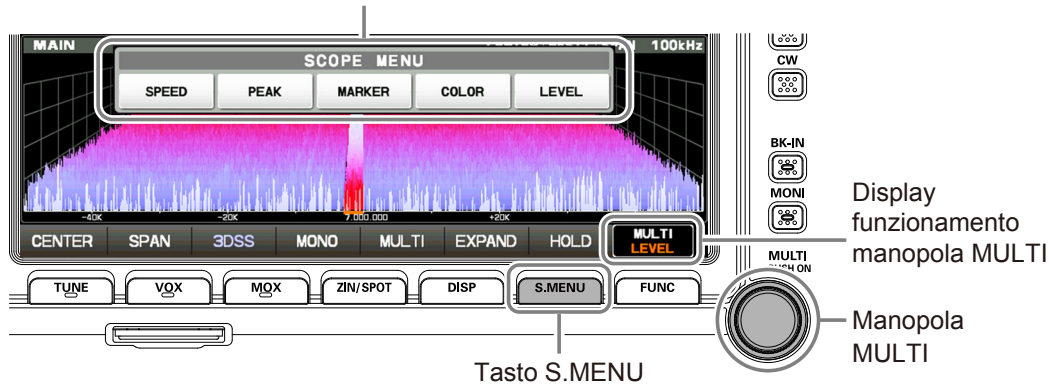 MAIN
100kHz
SCOPE MENU
SPEED PEAK MARKER COLOR LEVEL
-40K -20K 7.000.000 +20K
CENTER SPAN 3DSS MONO MULTI EXPAND HOLD MULTI LEVEL
TUNE VOX MOX ZIN/SPOT DISP S.MENU FUNC
CW
BK-IN
MONI
MULTI
PUSH ON
Display
funzionamento
manopola MULTI
Manopola
MULTI
Tasto S.MENU